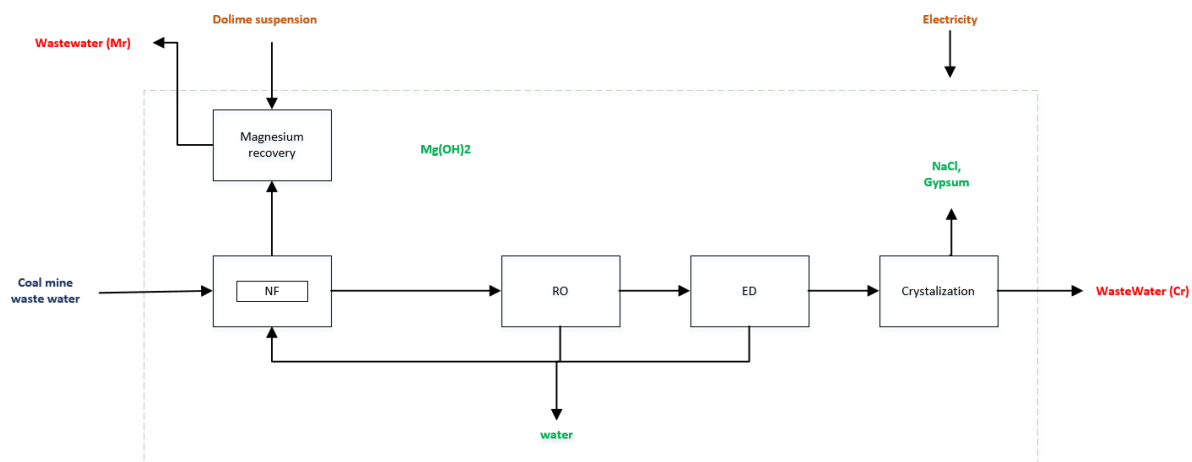 Dolime suspension
Electricity
Wastewater (Mr)
Magnesium
recovery
Mg(OH)2
NaCl,
Gypsum
Coal mine
waste water
NF
RO
ED
Crystalization
WasteWater (Cr)
water